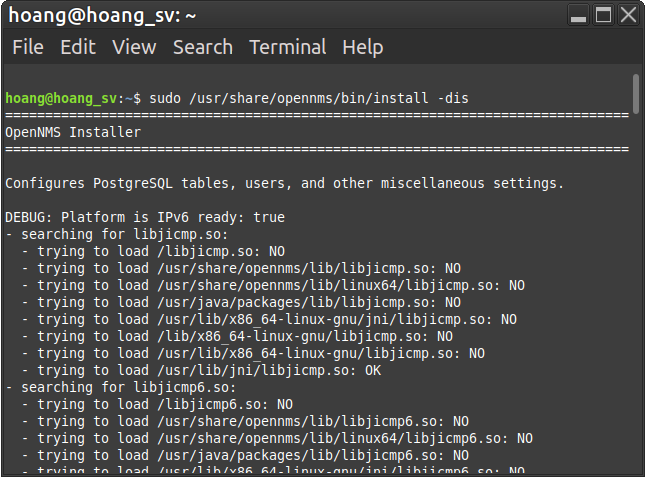 hoang@hoang_sv: ~
File Edit View Search Terminal Help
hoang@hoang_sv:~$ sudo /usr/share/opennms/bin/install -dis
==============================================================================
OpenNMS Installer
==============================================================================
Configures PostgreSQL tables, users, and other miscellaneous settings.
DEBUG: Platform is IPv6 ready: true
- searching for libjicmp.so:
  - trying to load /libjicmp.so: NO
  - trying to load /usr/share/opennms/lib/libjicmp.so: NO
  - trying to load /usr/share/opennms/lib/linux64/libjicmp.so: NO
  - trying to load /usr/java/packages/lib/libjicmp.so: NO
  - trying to load /usr/lib/x86_64-linux-gnu/jni/libjicmp.so: NO
  - trying to load /lib/x86_64-linux-gnu/libjicmp.so: NO
  - trying to load /usr/lib/x86_64-linux-gnu/libjicmp.so: NO
  - trying to load /usr/lib/jni/libjicmp.so: OK
- searching for libjicmp6.so:
  - trying to load /libjicmp6.so: NO
  - trying to load /usr/share/opennms/lib/libjicmp6.so: NO
  - trying to load /usr/share/opennms/lib/linux64/libjicmp6.so: NO
  - trying to load /usr/java/packages/lib/libjicmp6.so: NO
  - trying to load /usr/lib/x86_64-linux-gnu/jni/libjicmp6.so: NO